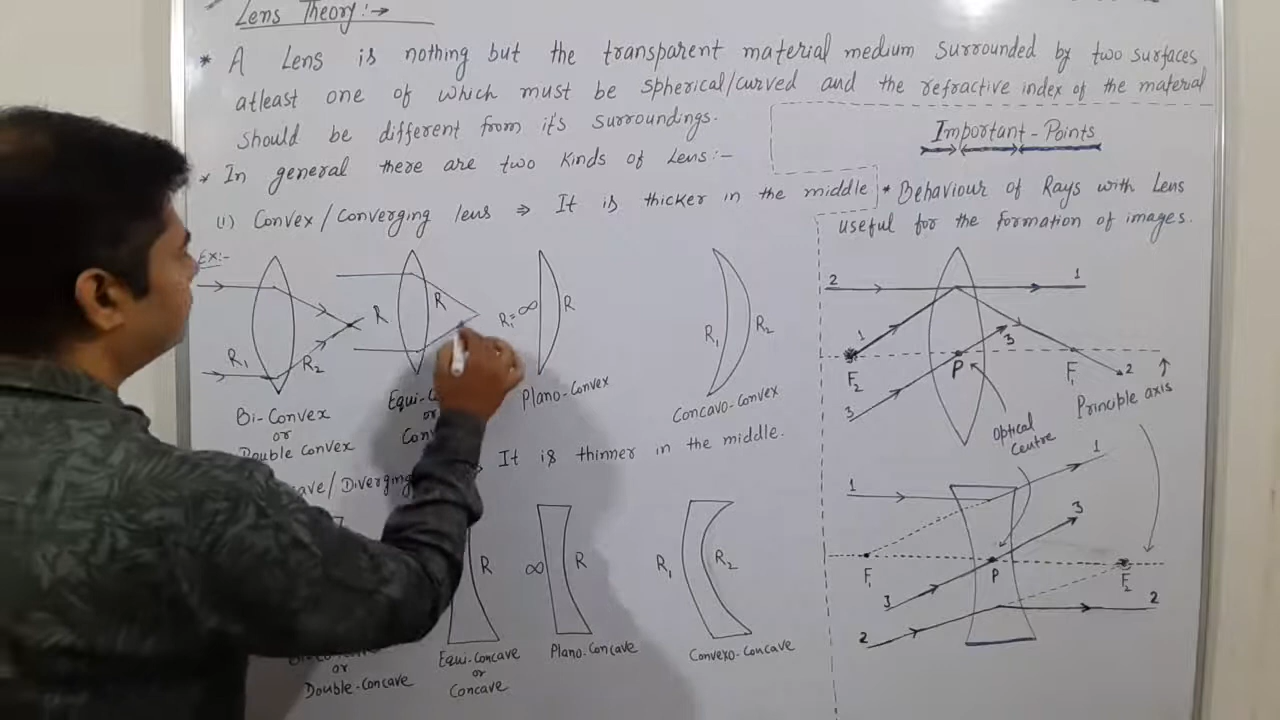 Lens Theory:→
* A Lens is nothing but the transparent material medium surrounded by two surfaces
atleast one of which must be spherical/curved and the refractive index of the material
should be different from it's surroundings.
* In general there are two kinds of Lens:-
(i) Convex/Converging lens ⇒ It is thicker in the middle
Ex:-
R1 R2 R
R
R1=∞ R
R1 R2
Bi-Convex
or
Double Convex
Equi-C
or
Con
Plano-Convex
Concavo-Convex
ave/Diverging ⇒ It is thinner in the middle.
R
∞ R
R1 R2
or
Double-Concave
Equi-Concave
or
Concave
Plano-Concave
Convexo-Concave
Important-Points
* Behaviour of Rays with Lens
useful for the formation of images.
2 1
1 3
F2 P F1 2
3
Principle axis
Optical
Centre
1 1
3
F1 P F2
3 2
2